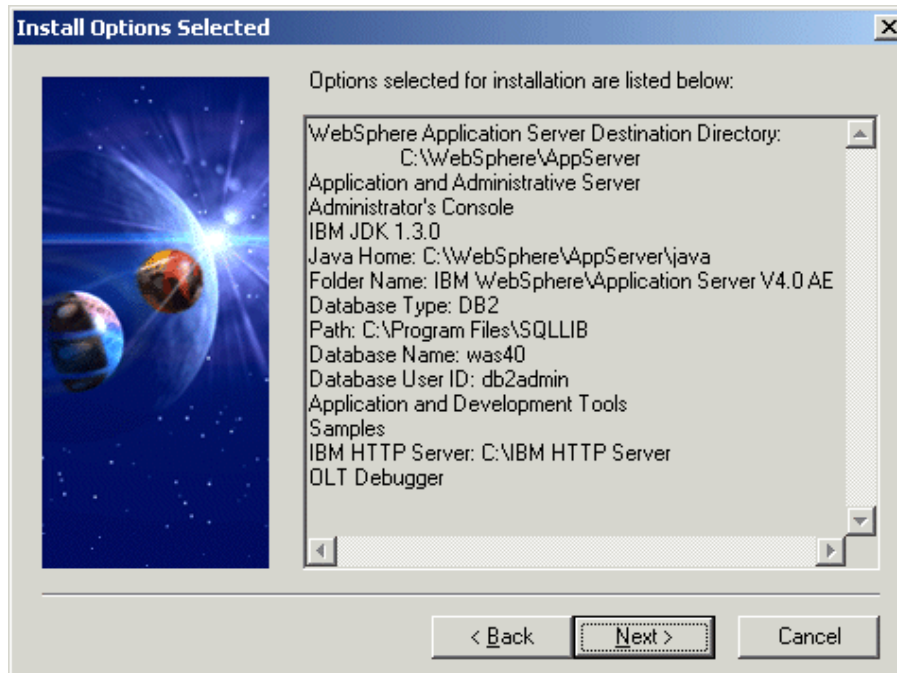 Install Options Selected
Options selected for installation are listed below:
WebSphere Application Server Destination Directory:
C:\WebSphere\AppServer
Application and Administrative Server
Administrator's Console
IBM JDK 1.3.0
Java Home: C:\WebSphere\AppServer\java
Folder Name: IBM WebSphere\Application Server V4.0 AE
Database Type: DB2
Path: C:\Program Files\SQLLIB
Database Name: was40
Database User ID: db2admin
Application and Development Tools
Samples
IBM HTTP Server: C:\IBM HTTP Server
OLT Debugger
< Back Next > Cancel